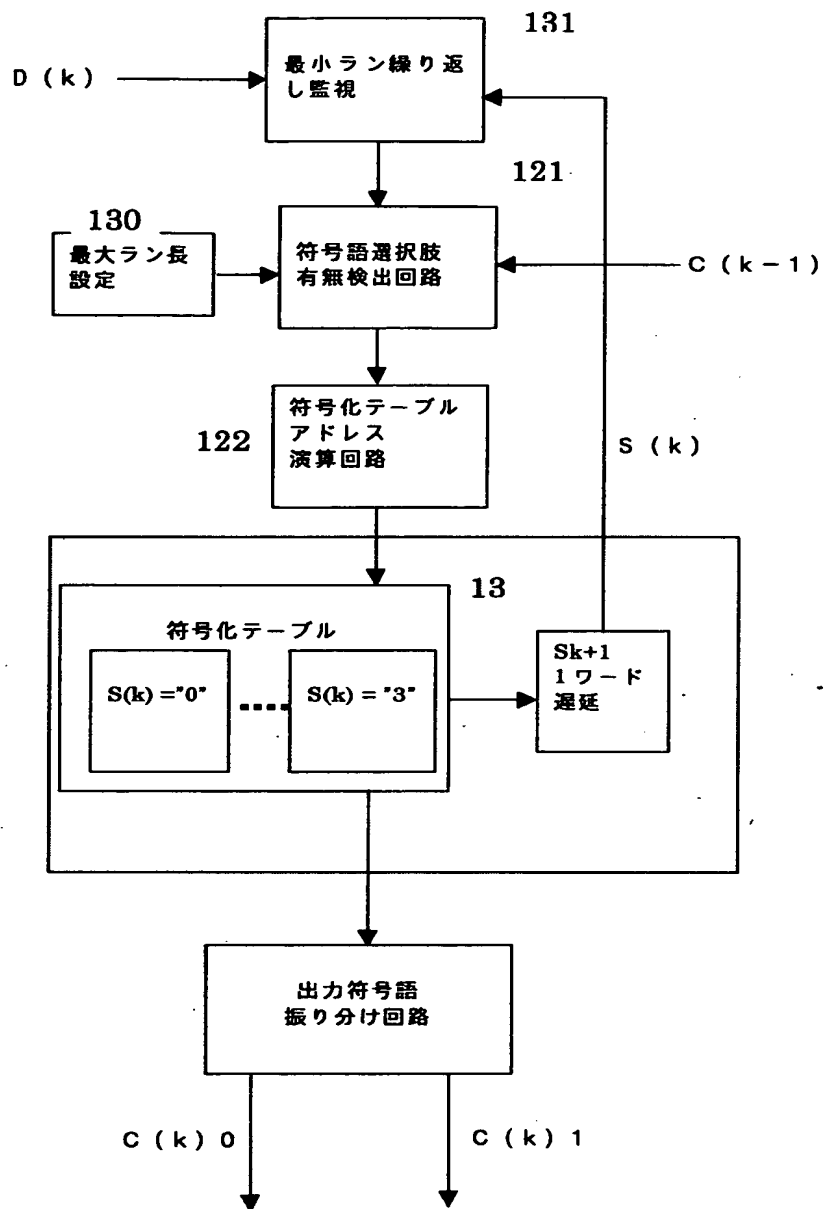 131
D (k)
最小ラン繰り返
し監視
121
130
最大ラン長
設定
符号語選択肢
有無検出回路
C (k-1)
122
符号化テーブル
アドレス
演算回路
S (k)
13
符号化テーブル
S(k) ="0"
S(k) = "3"
Sk+1
1ワード
遅延
出力符号語
振り分け回路
C (k) 0
C (k) 1